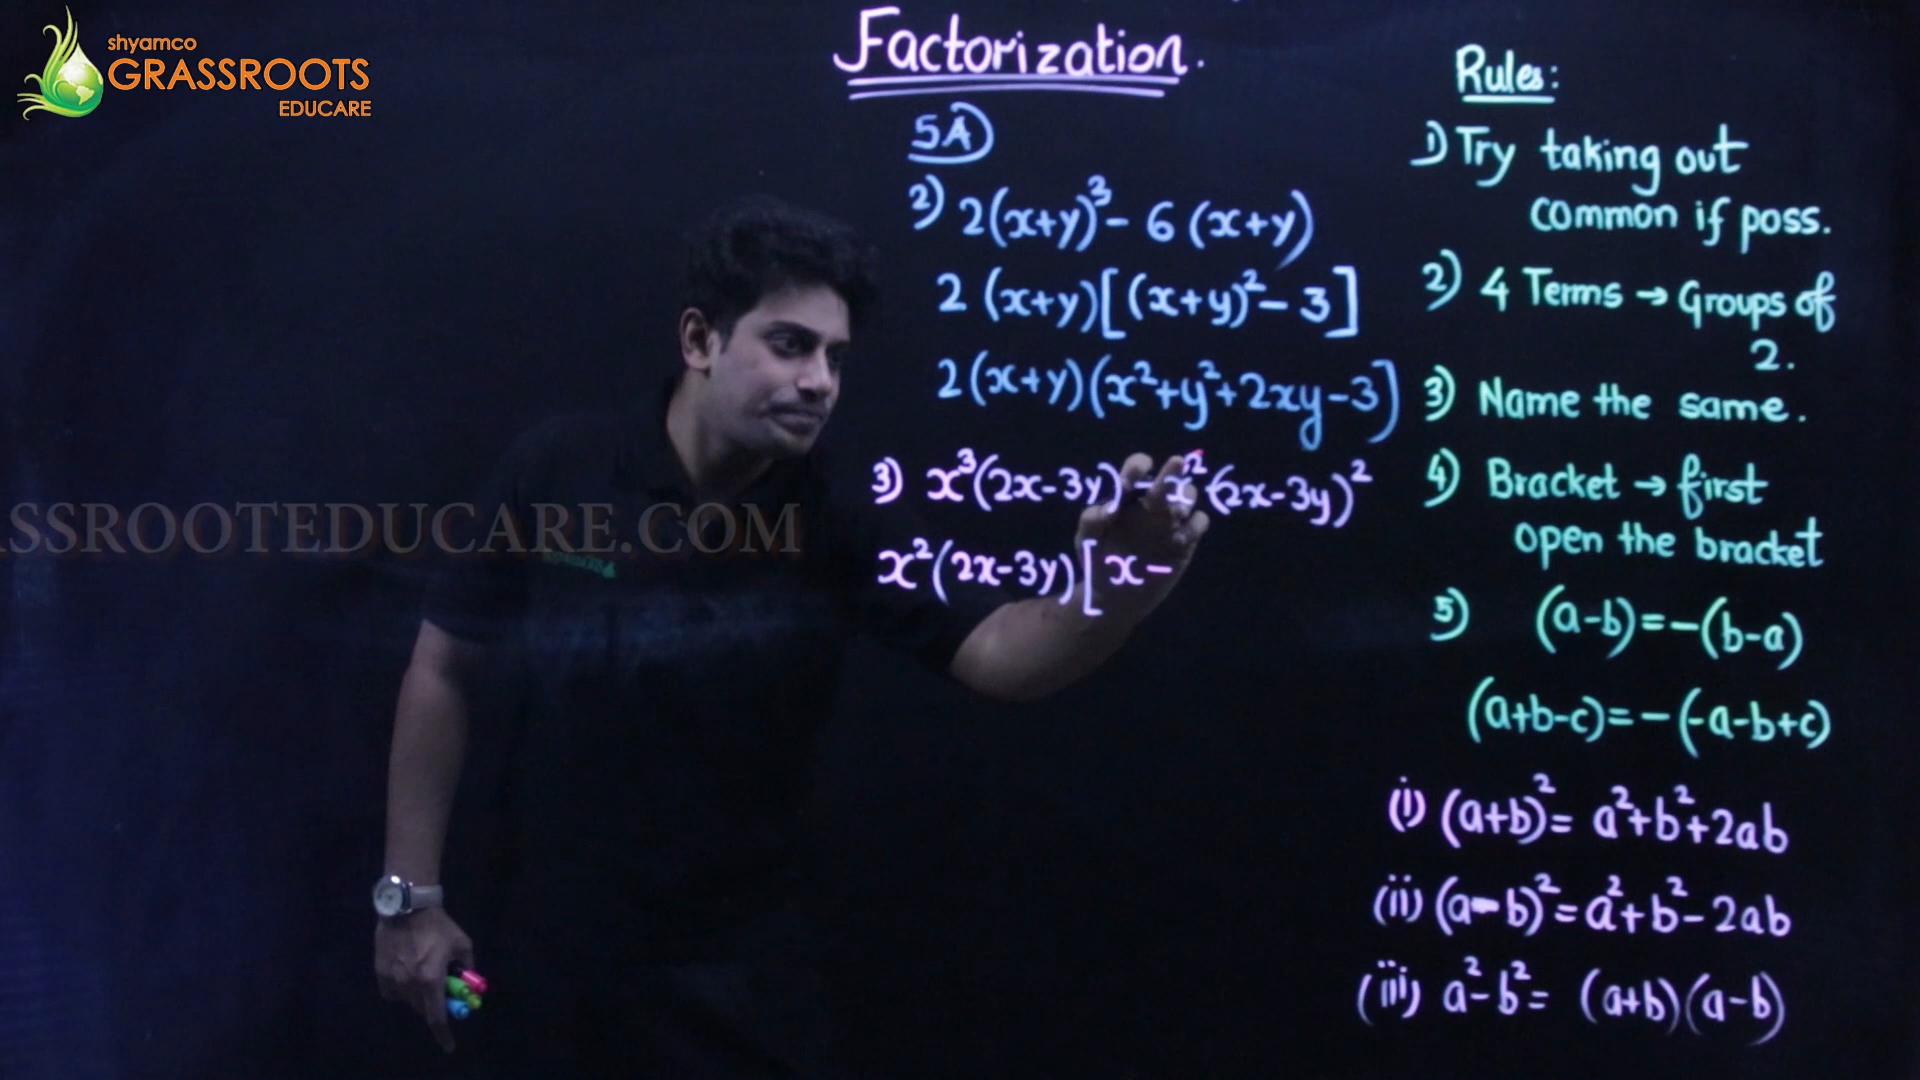 shyamco
GRASSROOTS
EDUCARE
Factorization.
5A
2) 2(x+y)³ - 6(x+y)
2(x+y)[(x+y)² - 3]
2(x+y)(x²+y²+2xy-3]
3) x³(2x-3y) - x²(2x-3y)²
x²(2x-3y)[x-
Rules:
1) Try taking out
common if poss.
2) 4 Terms → Groups of
2.
3) Name the same.
4) Bracket → first
open the bracket
5) (a-b)=-(b-a)
(a+b-c)=-(-a-b+c)
(i) (a+b)²= a²+b²+2ab
(ii) (a-b)²=a²+b²-2ab
(iii) a²-b²= (a+b)(a-b)
SSROOTEDUCARE.COM